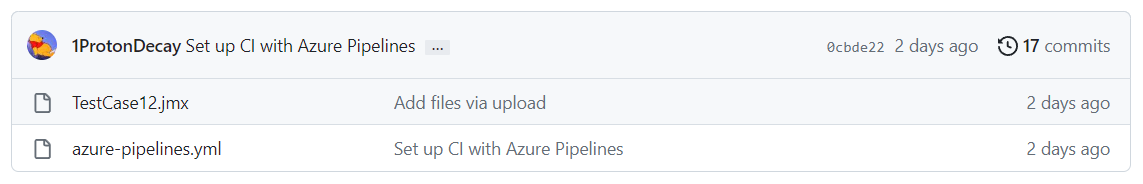 1ProtonDecay Set up CI with Azure Pipelines ... 0cbde22 2 days ago 17 commits
TestCase12.jmx Add files via upload 2 days ago
azure-pipelines.yml Set up CI with Azure Pipelines 2 days ago